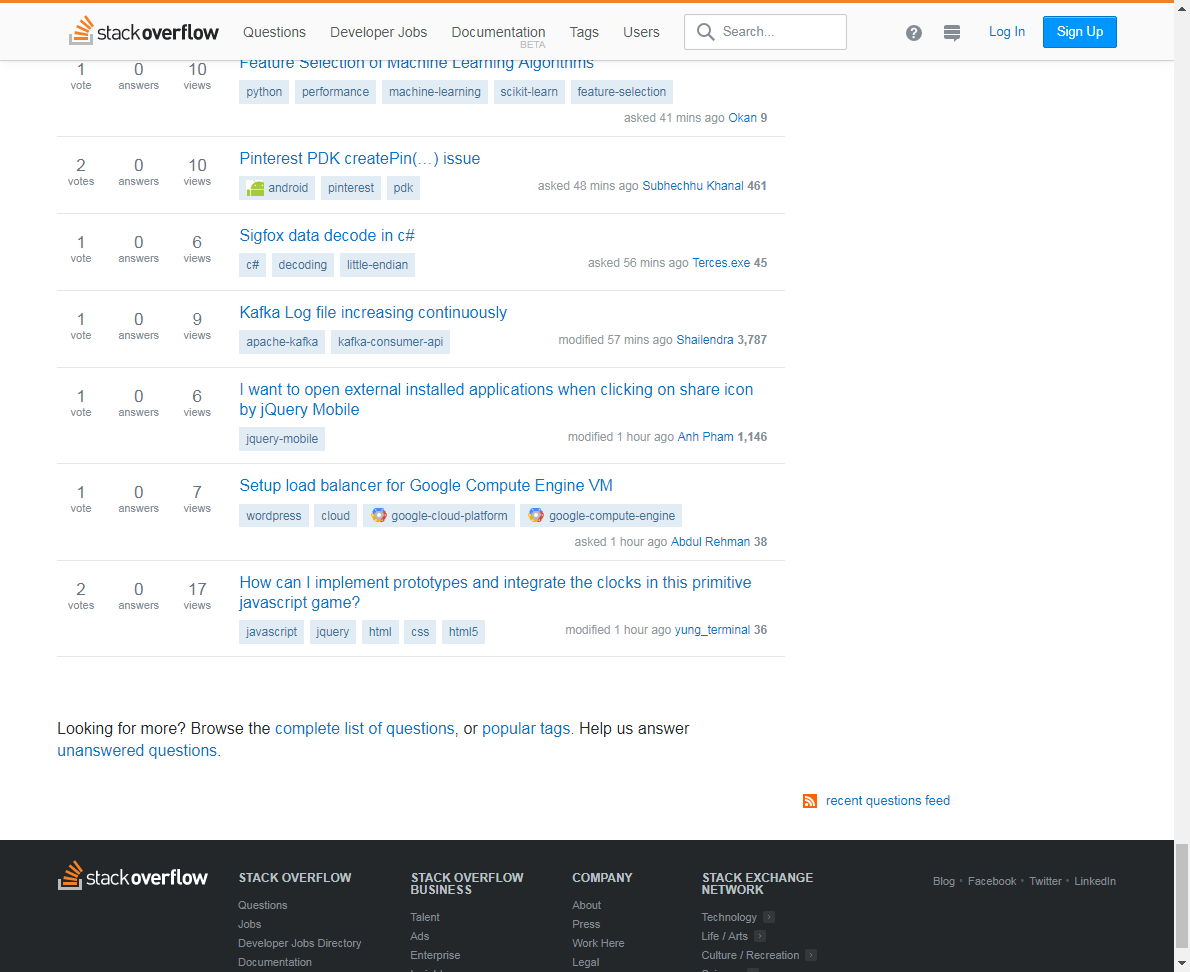 stack overflow Questions Developer Jobs Documentation BETA Tags Users Search... Log In Sign Up
Feature Selection of Machine Learning Algorithms
1 vote 0 answers 10 views
python performance machine-learning scikit-learn feature-selection
asked 41 mins ago Okan 9
Pinterest PDK createPin(...) issue
2 votes 0 answers 10 views
android pinterest pdk
asked 48 mins ago Subhechhu Khanal 461
Sigfox data decode in c#
1 vote 0 answers 6 views
c# decoding little-endian
asked 56 mins ago Terces.exe 45
Kafka Log file increasing continuously
1 vote 0 answers 9 views
apache-kafka kafka-consumer-api
modified 57 mins ago Shailendra 3,787
I want to open external installed applications when clicking on share icon
by jQuery Mobile
1 vote 0 answers 6 views
jquery-mobile
modified 1 hour ago Anh Pham 1,146
Setup load balancer for Google Compute Engine VM
1 vote 0 answers 7 views
wordpress cloud google-cloud-platform google-compute-engine
asked 1 hour ago Abdul Rehman 38
How can I implement prototypes and integrate the clocks in this primitive
javascript game?
2 votes 0 answers 17 views
javascript jquery html css html5
modified 1 hour ago yung_terminal 36
Looking for more? Browse the complete list of questions, or popular tags. Help us answer
unanswered questions.
recent questions feed
stackoverflow
STACK OVERFLOW
Questions
Jobs
Developer Jobs Directory
Documentation
STACK OVERFLOW
BUSINESS
Talent
Ads
Enterprise
COMPANY
About
Press
Work Here
Legal
STACK EXCHANGE
NETWORK
Technology
Life / Arts
Culture / Recreation
Blog • Facebook • Twitter • LinkedIn